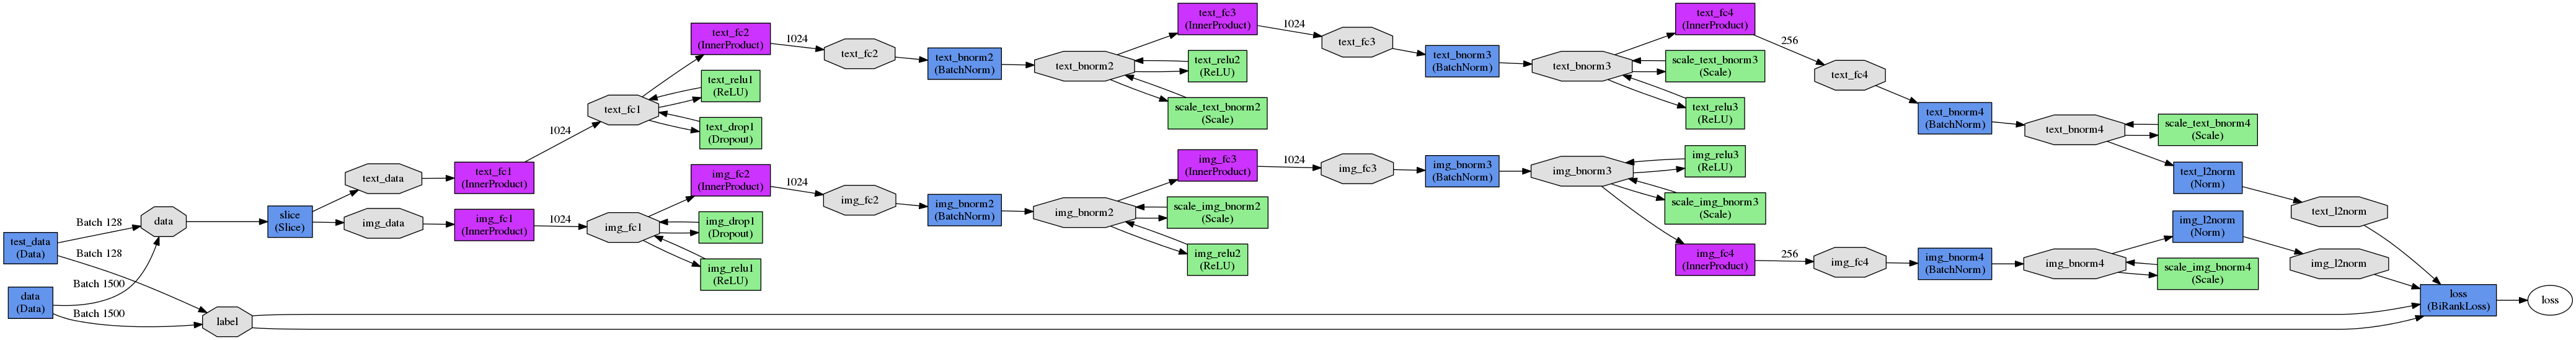 test_data
(Data)
data
(Data)
Batch 128
Batch 128
Batch 1500
Batch 1500
data
label
slice
(Slice)
text_data
img_data
text_fc1
(InnerProduct)
img_fc1
(InnerProduct)
1024
1024
text_fc1
img_fc1
text_fc2
(InnerProduct)
text_relu1
(ReLU)
text_drop1
(Dropout)
img_fc2
(InnerProduct)
img_drop1
(Dropout)
img_relu1
(ReLU)
1024
1024
text_fc2
img_fc2
text_bnorm2
(BatchNorm)
img_bnorm2
(BatchNorm)
text_bnorm2
img_bnorm2
text_fc3
(InnerProduct)
text_relu2
(ReLU)
scale_text_bnorm2
(Scale)
img_fc3
(InnerProduct)
scale_img_bnorm2
(Scale)
img_relu2
(ReLU)
1024
1024
text_fc3
img_fc3
text_bnorm3
(BatchNorm)
img_bnorm3
(BatchNorm)
text_bnorm3
img_bnorm3
text_fc4
(InnerProduct)
scale_text_bnorm3
(Scale)
text_relu3
(ReLU)
img_relu3
(ReLU)
scale_img_bnorm3
(Scale)
img_fc4
(InnerProduct)
256
256
text_fc4
img_fc4
text_bnorm4
(BatchNorm)
img_bnorm4
(BatchNorm)
text_bnorm4
img_bnorm4
scale_text_bnorm4
(Scale)
text_l2norm
(Norm)
img_l2norm
(Norm)
scale_img_bnorm4
(Scale)
text_l2norm
img_l2norm
loss
(BiRankLoss)
loss